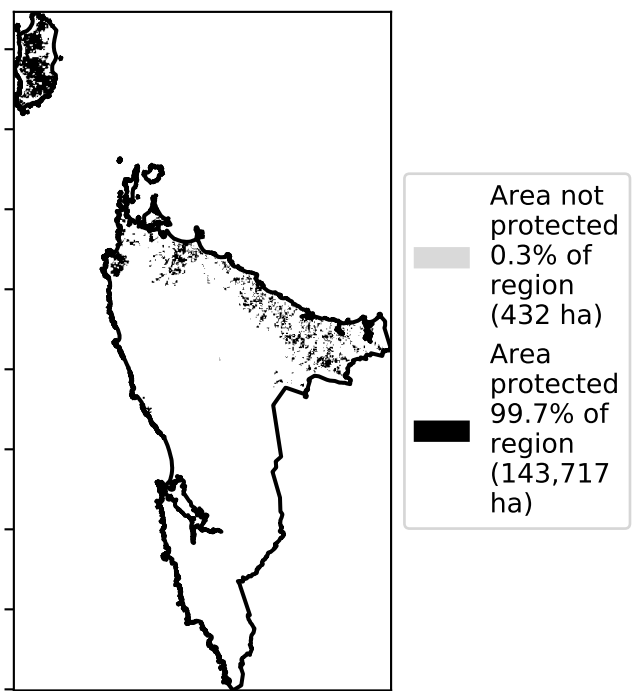 Area not
protected
0.3% of
region
(432 ha)
Area
protected
99.7% of
region
(143,717
ha)